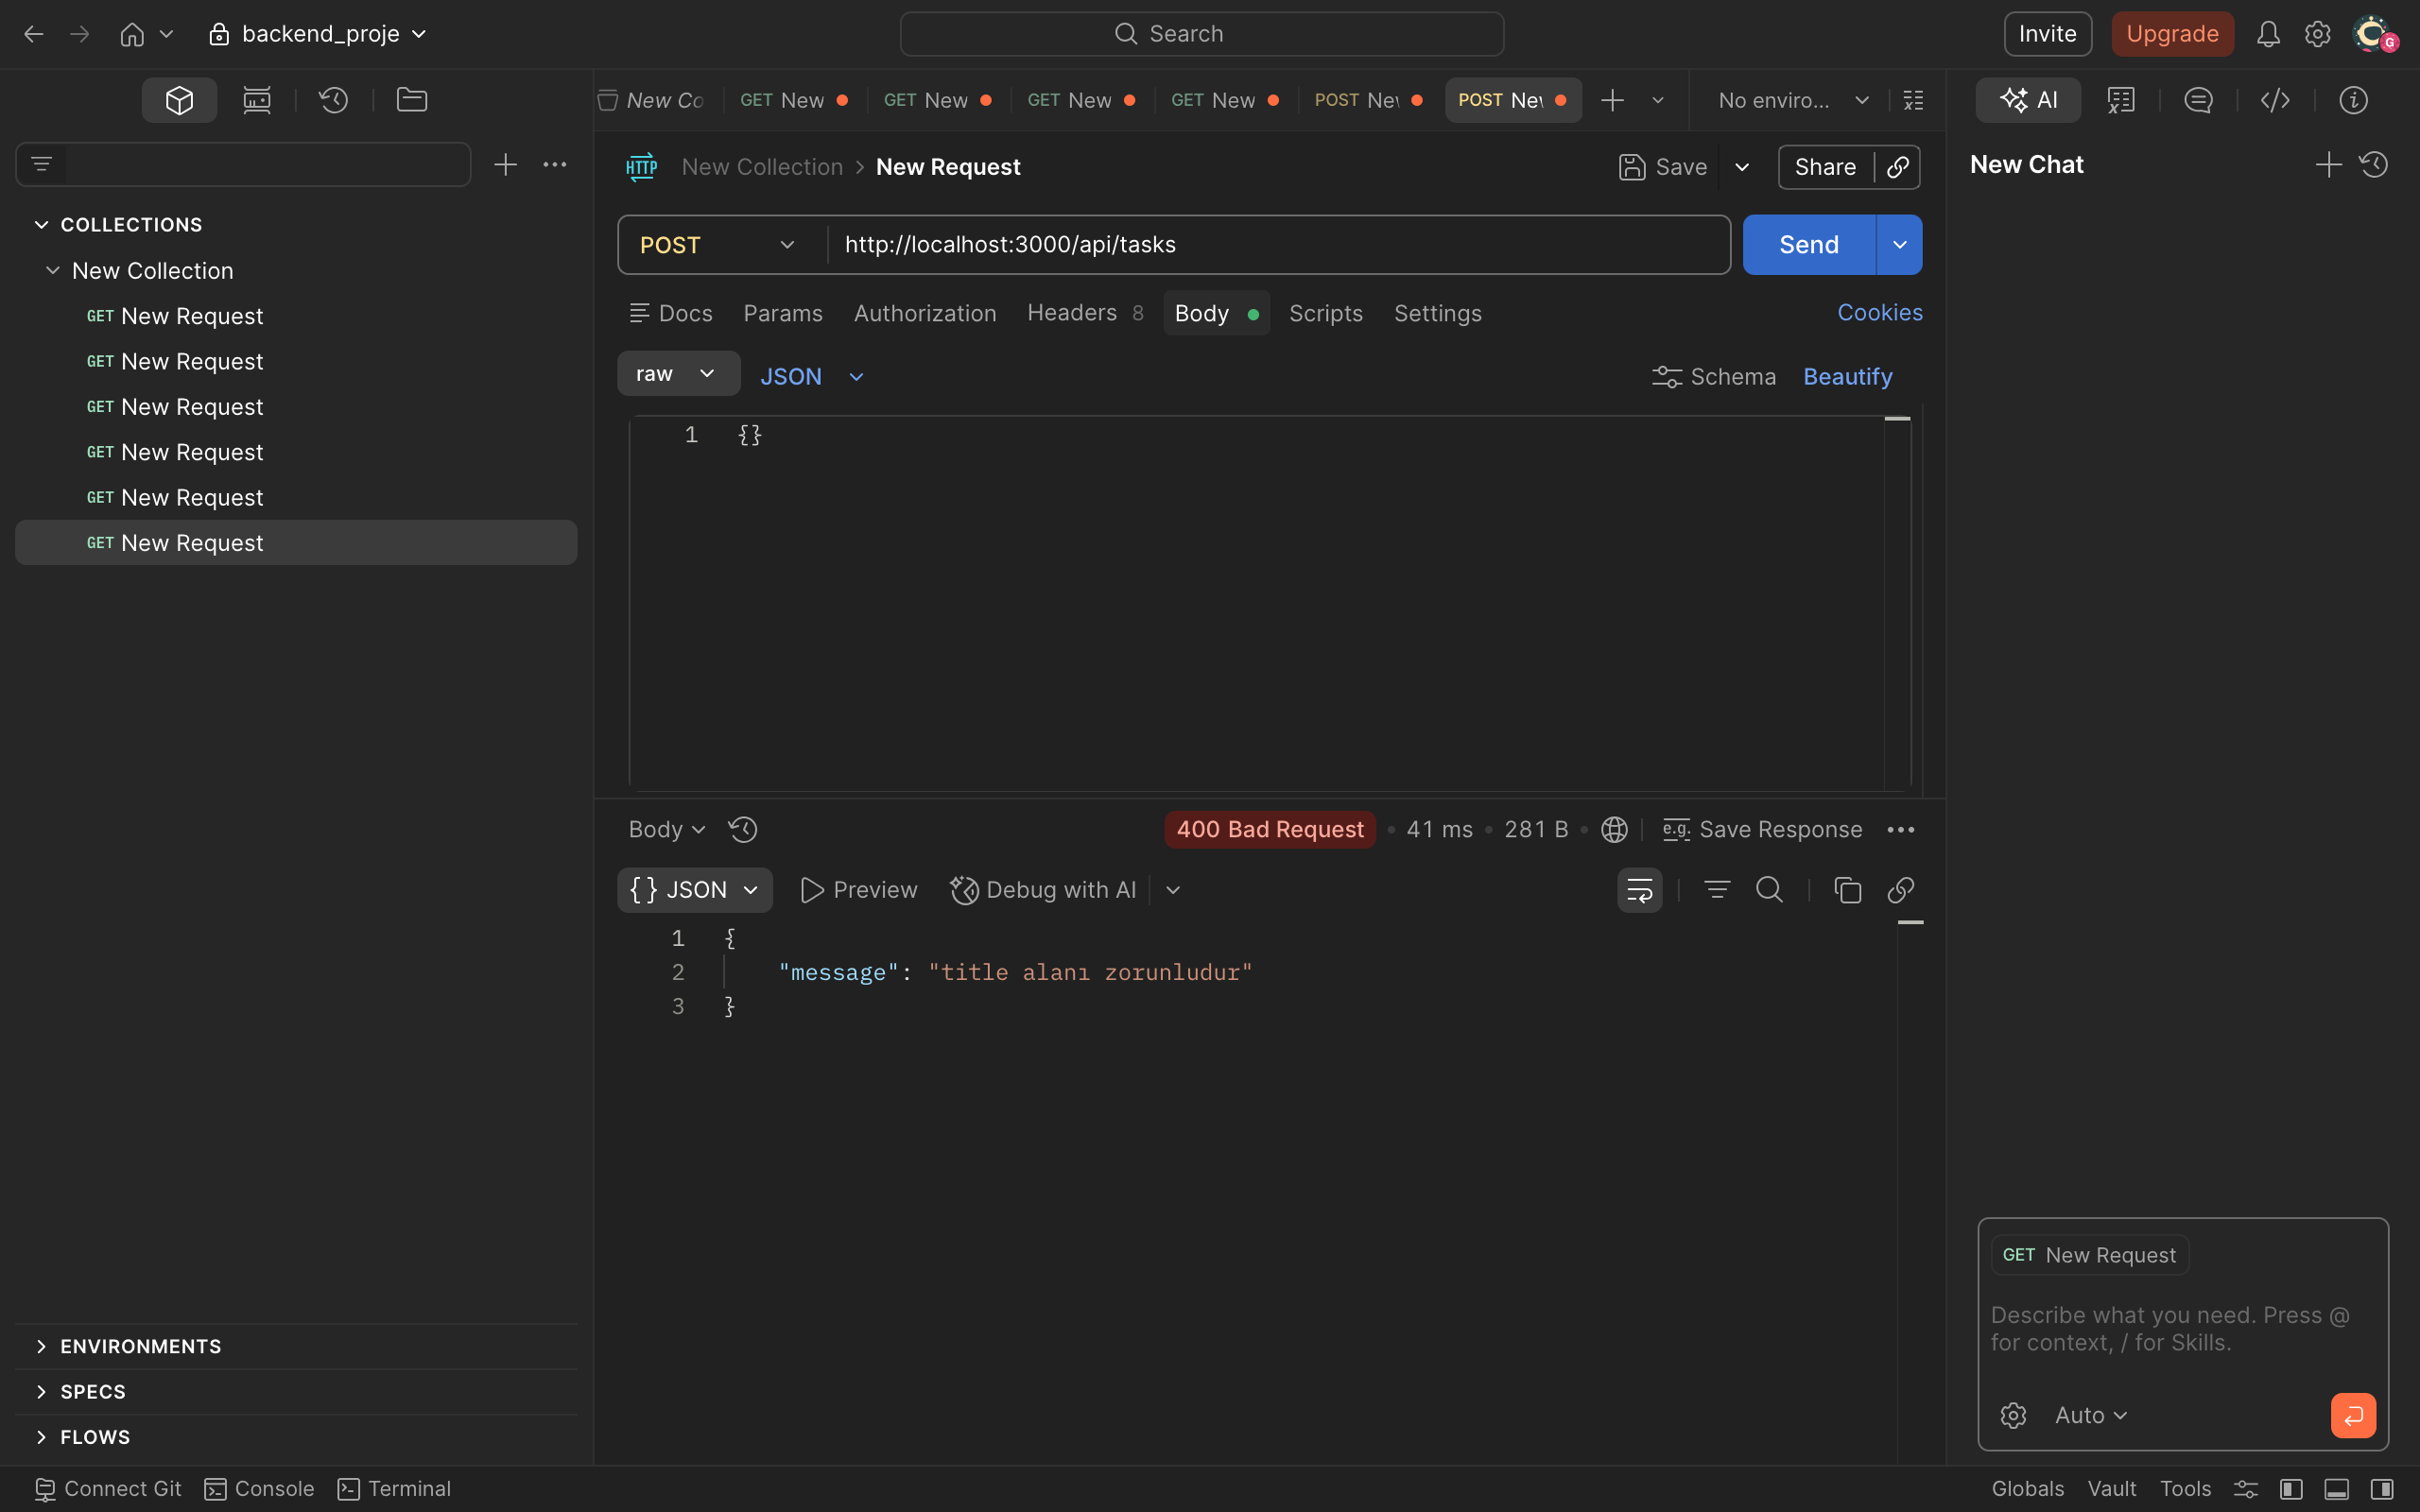 backend_proje
Search
Invite
Upgrade
New Co
GET New
GET New
GET New
GET New
POST Nev
POST Nev
No enviro...
AI
New Collection > New Request
Save
Share
New Chat
COLLECTIONS
New Collection
GET New Request
GET New Request
GET New Request
GET New Request
GET New Request
GET New Request
POST
http://localhost:3000/api/tasks
Send
Docs
Params
Authorization
Headers 8
Body
Scripts
Settings
Cookies
raw
JSON
Schema
Beautify
1 {}
Body
400 Bad Request • 41 ms • 281 B
e.g. Save Response
{} JSON
Preview
Debug with AI
1 {
2 "message": "title alanı zorunludur"
3 }
GET New Request
Describe what you need. Press @
for context, / for Skills.
Auto
ENVIRONMENTS
SPECS
FLOWS
Connect Git
Console
Terminal
Globals
Vault
Tools